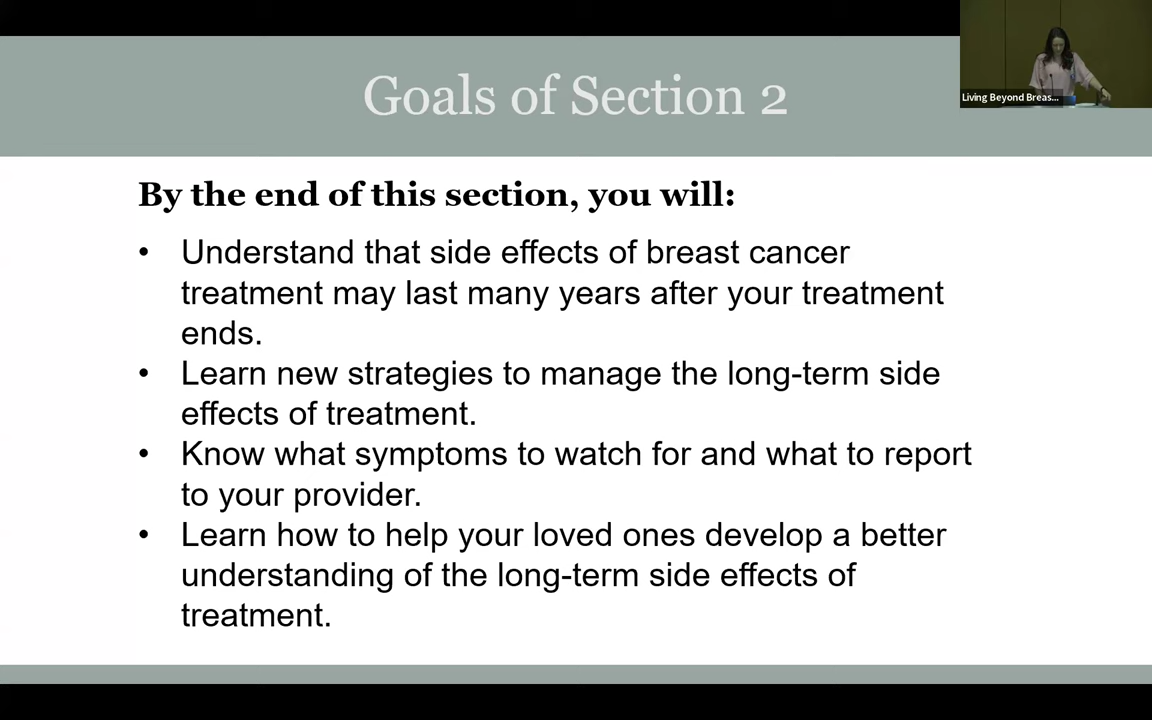 Goals of Section 2
Living Beyond Breas...
By the end of this section, you will:
• Understand that side effects of breast cancer
treatment may last many years after your treatment
ends.
• Learn new strategies to manage the long-term side
effects of treatment.
• Know what symptoms to watch for and what to report
to your provider.
• Learn how to help your loved ones develop a better
understanding of the long-term side effects of
treatment.